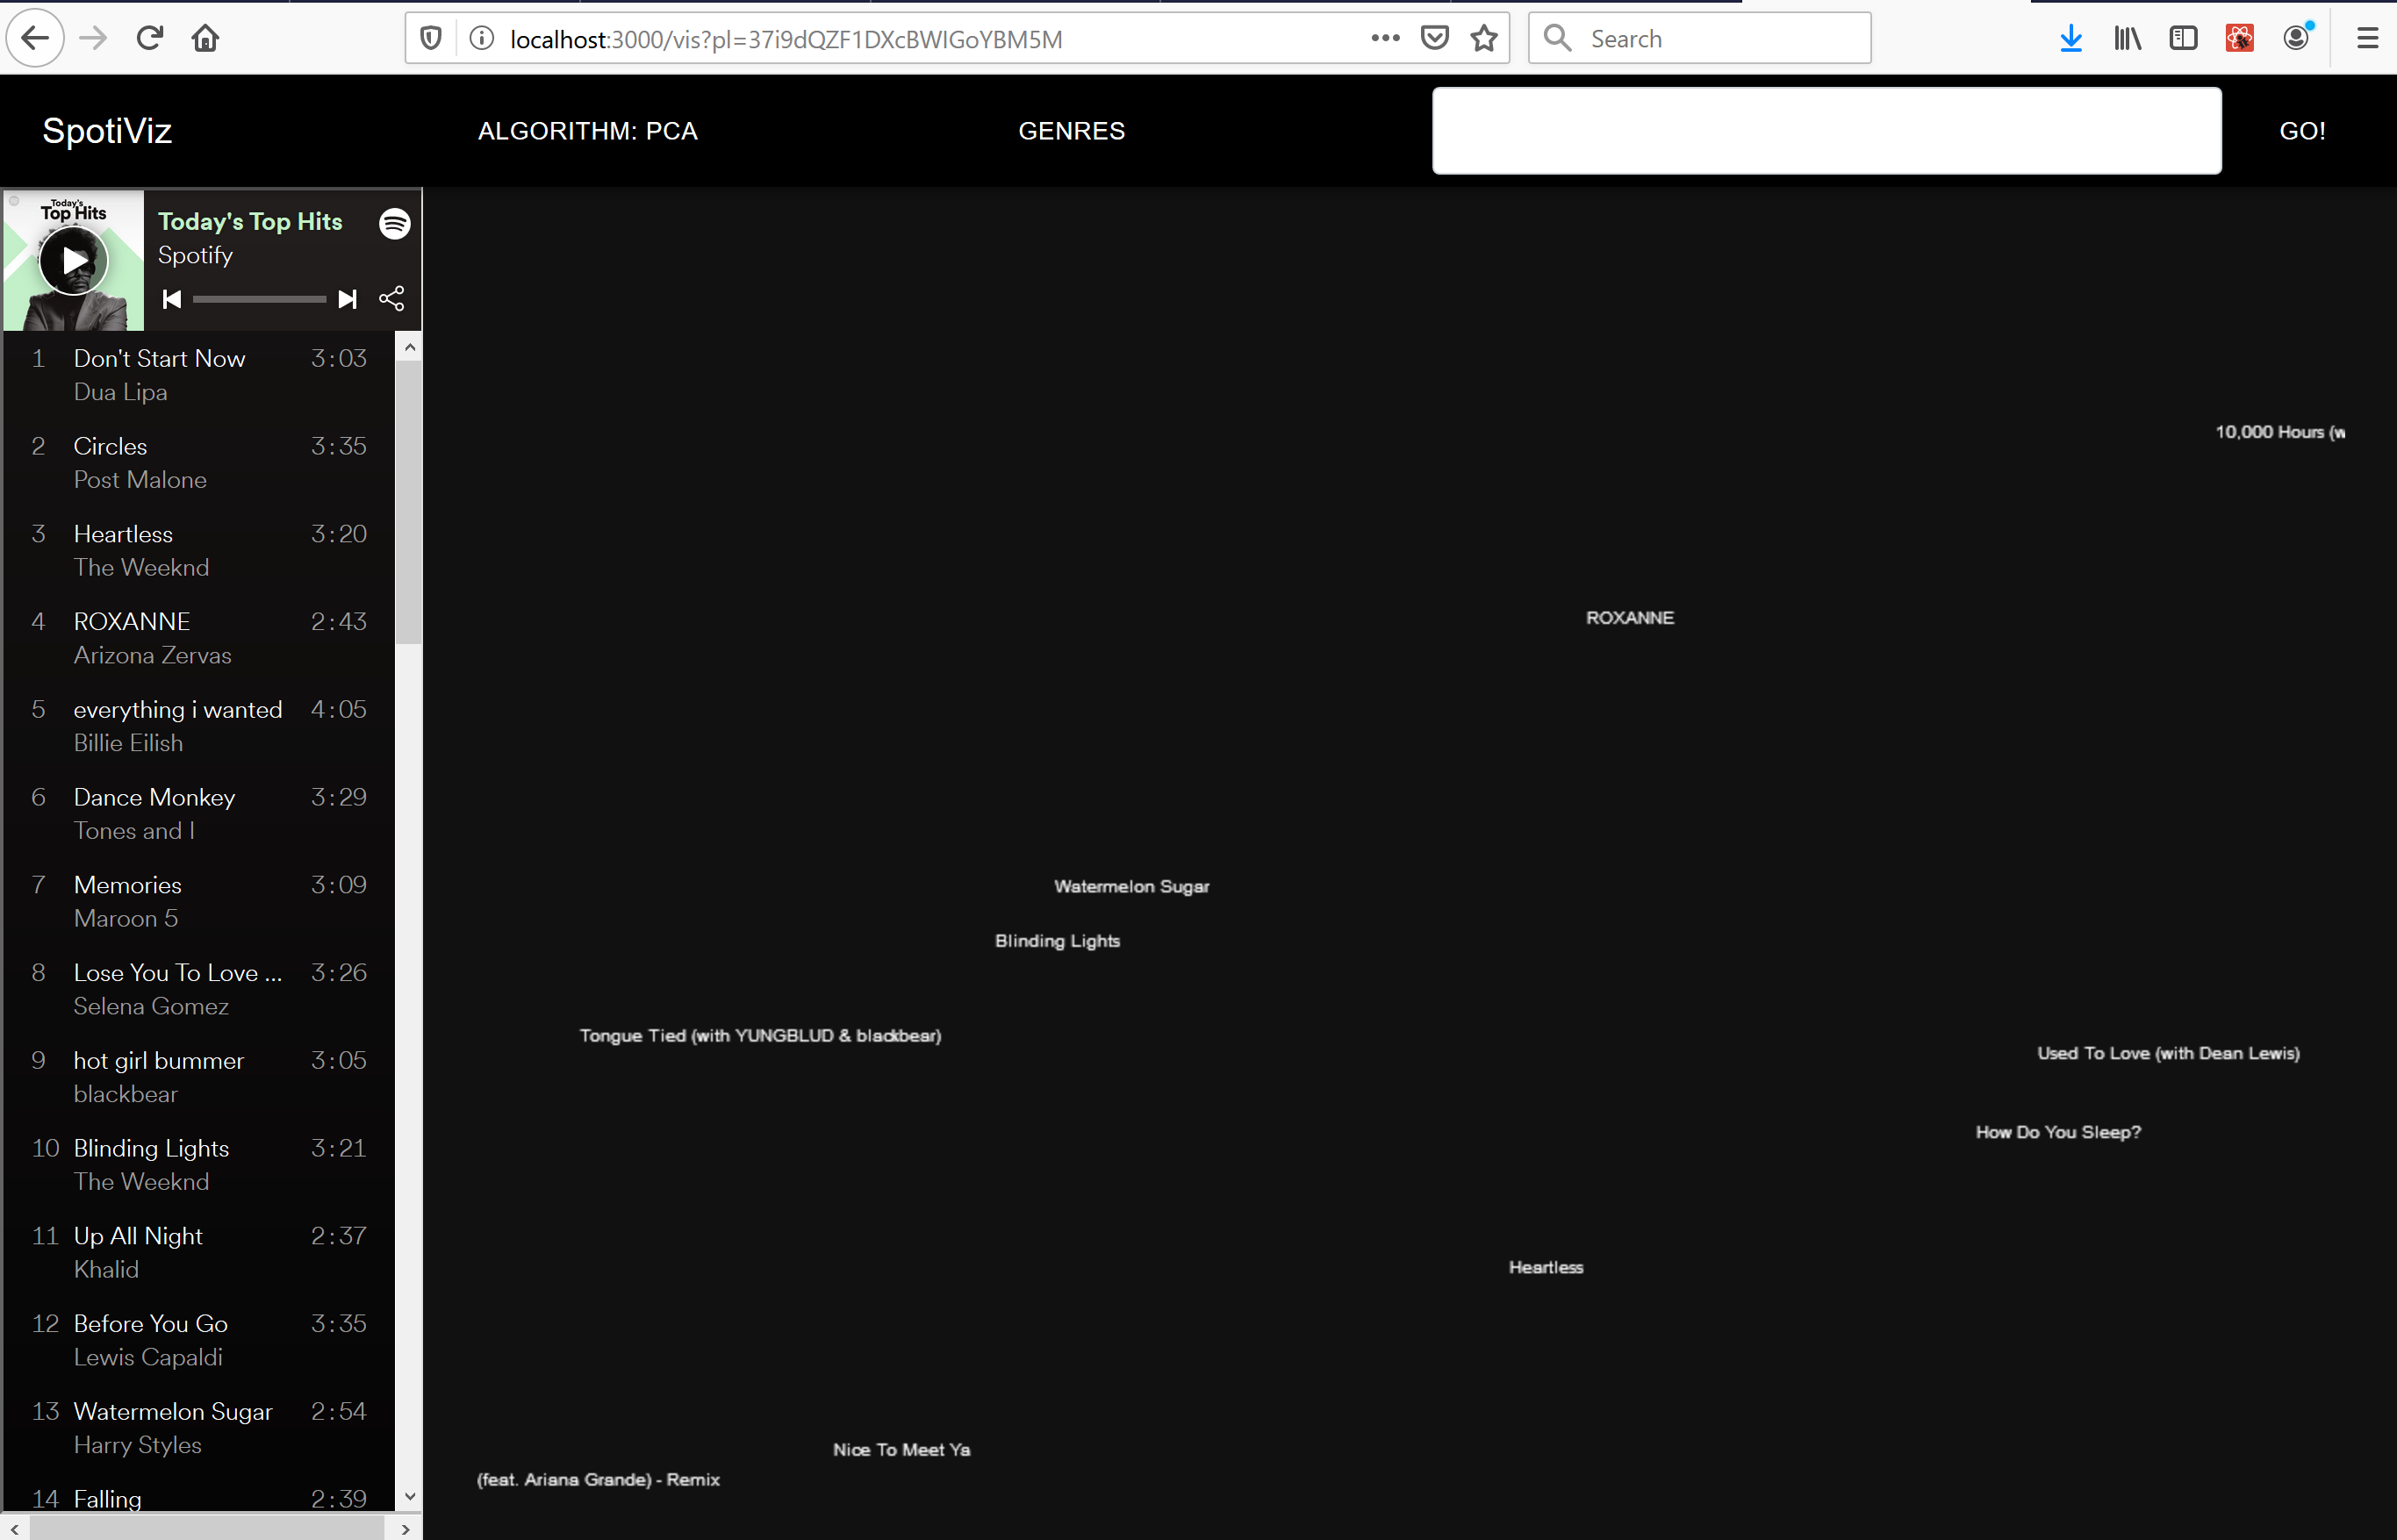 localhost:3000/vis?pl=37i9dQZF1DXcBWIGoYBM5M
Search
SpotiViz
ALGORITHM: PCA
GENRES
GO!
Today's
Top Hits
Today's Top Hits
Spotify
1 Don't Start Now 3:03
Dua Lipa
2 Circles 3:35
Post Malone
3 Heartless 3:20
The Weeknd
4 ROXANNE 2:43
Arizona Zervas
5 everything i wanted 4:05
Billie Eilish
6 Dance Monkey 3:29
Tones and I
7 Memories 3:09
Maroon 5
8 Lose You To Love ... 3:26
Selena Gomez
9 hot girl bummer 3:05
blackbear
10 Blinding Lights 3:21
The Weeknd
11 Up All Night 2:37
Khalid
12 Before You Go 3:35
Lewis Capaldi
13 Watermelon Sugar 2:54
Harry Styles
14 Falling 2:39
10,000 Hours (w
ROXANNE
Watermelon Sugar
Blinding Lights
Tongue Tied (with YUNGBLUD & blackbear)
Used To Love (with Dean Lewis)
How Do You Sleep?
Heartless
Nice To Meet Ya
(feat. Ariana Grande) - Remix